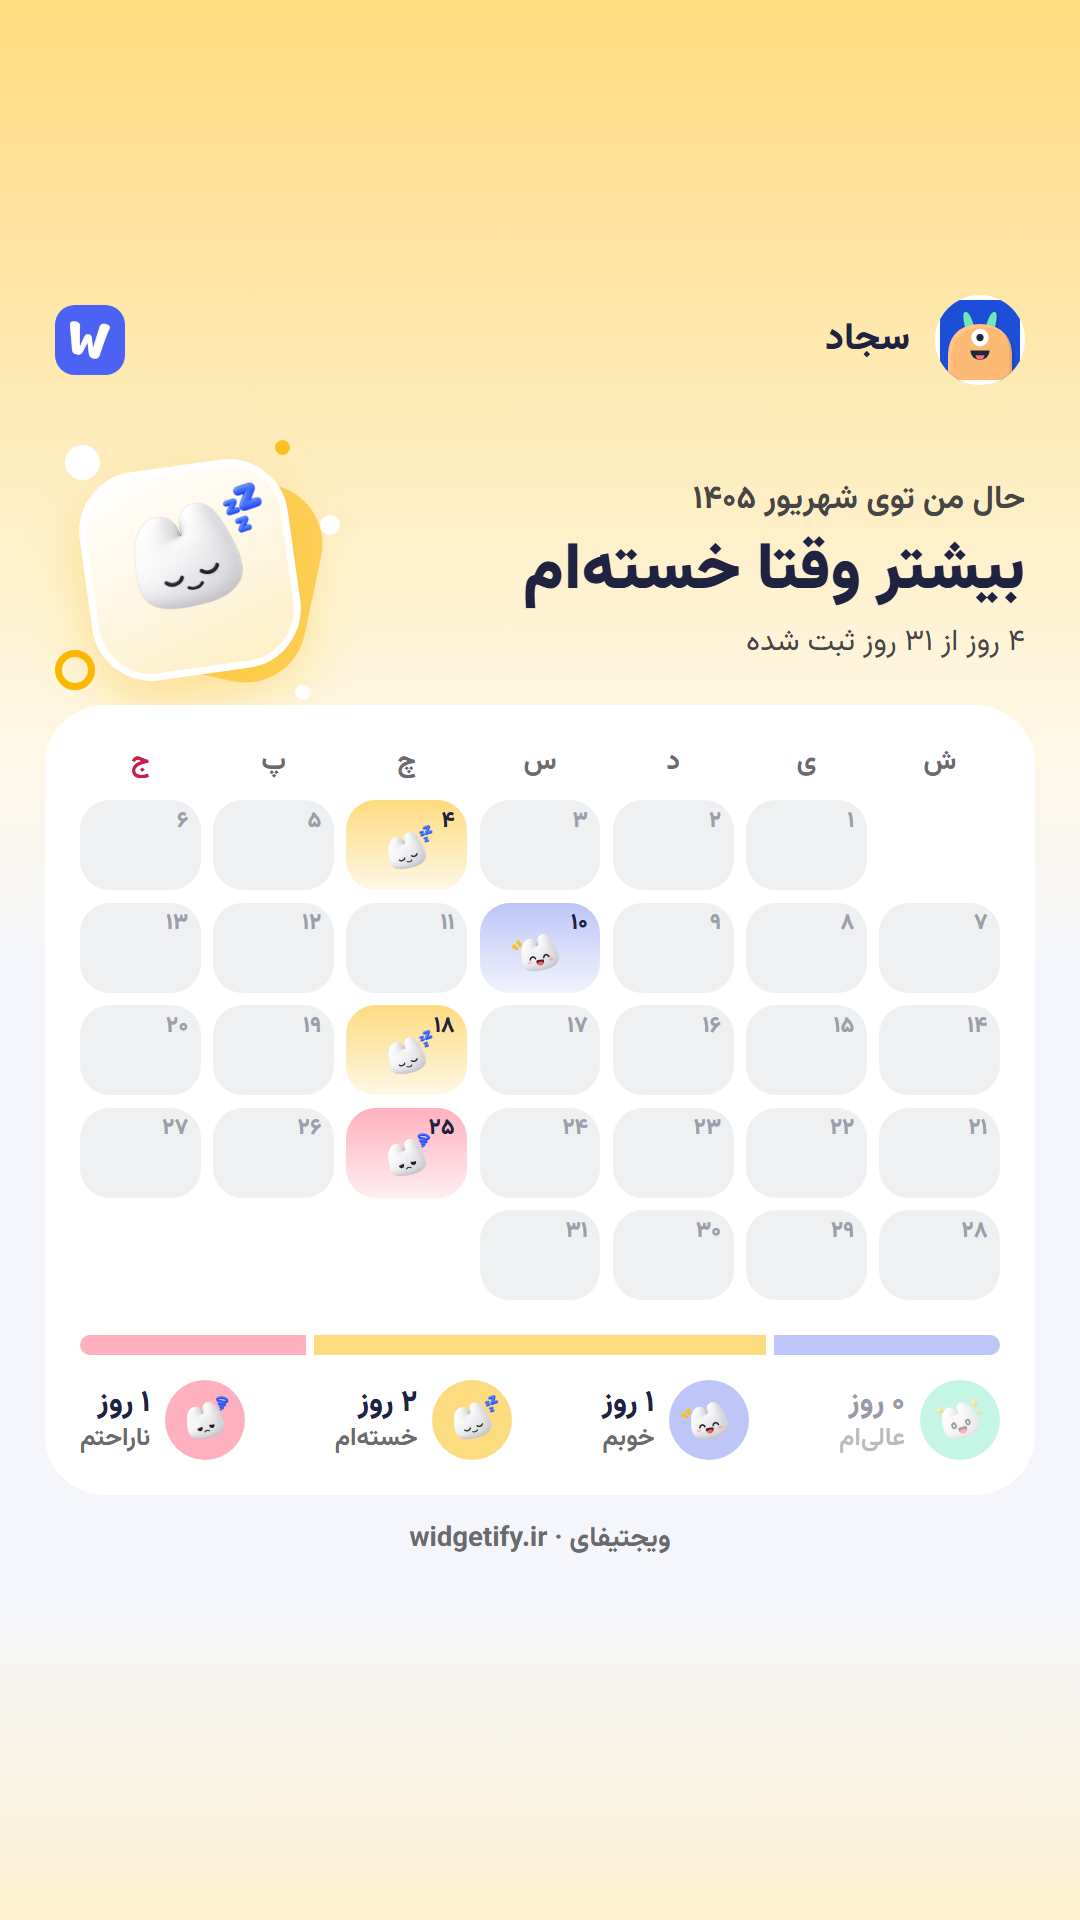 سجاد
W
حال من توی شهریور ۱۴۰۵
بیشتر وقتا خسته‌ام
۴ روز از ۳۱ روز ثبت شده
ش ی د س چ پ ج
۱ ۲ ۳ ۴ ۵ ۶
۷ ۸ ۹ ۱۰ ۱۱ ۱۲ ۱۳
۱۴ ۱۵ ۱۶ ۱۷ ۱۸ ۱۹ ۲۰
۲۱ ۲۲ ۲۳ ۲۴ ۲۵ ۲۶ ۲۷
۲۸ ۲۹ ۳۰ ۳۱
۰ روز
عالی‌ام
۱ روز
خوبم
۲ روز
خسته‌ام
۱ روز
ناراحتم
ویجتیفای · widgetify.ir